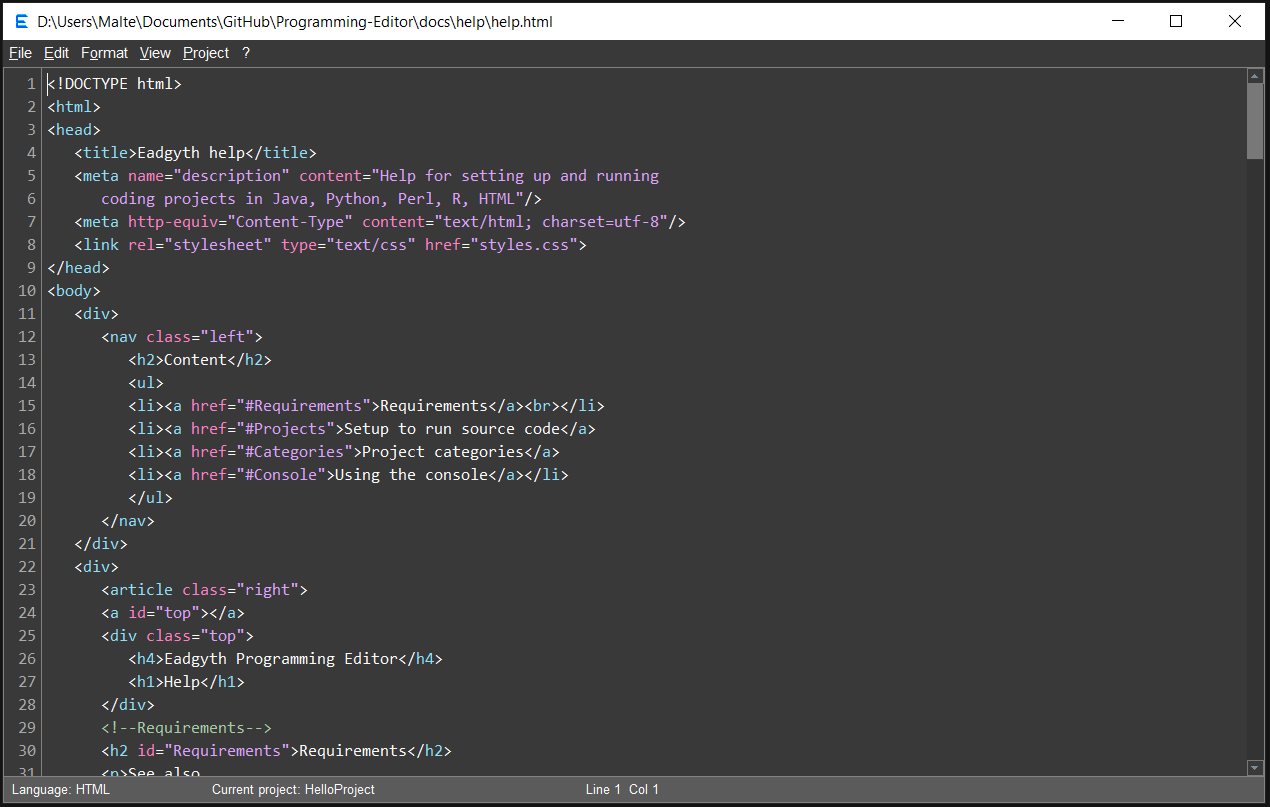 D:\Users\Malte\Documents\GitHub\Programming-Editor\docs\help\help.html
File Edit Format View Project ?
1 <!DOCTYPE html>
2 <html>
3 <head>
4    <title>Eadgyth help</title>
5    <meta name="description" content="Help for setting up and running
6       coding projects in Java, Python, Perl, R, HTML"/>
7    <meta http-equiv="Content-Type" content="text/html; charset=utf-8"/>
8    <link rel="stylesheet" type="text/css" href="styles.css">
9 </head>
10 <body>
11    <div>
12       <nav class="left">
13          <h2>Content</h2>
14          <ul>
15          <li><a href="#Requirements">Requirements</a><br></li>
16          <li><a href="#Projects">Setup to run source code</a>
17          <li><a href="#Categories">Project categories</a>
18          <li><a href="#Console">Using the console</a></li>
19          </ul>
20       </nav>
21    </div>
22    <div>
23       <article class="right">
24       <a id="top"></a>
25       <div class="top">
26          <h4>Eadgyth Programming Editor</h4>
27          <h1>Help</h1>
28       </div>
29       <!--Requirements-->
30       <h2 id="Requirements">Requirements</h2>
31       <p>See also
Language: HTML Current project: HelloProject Line 1 Col 1